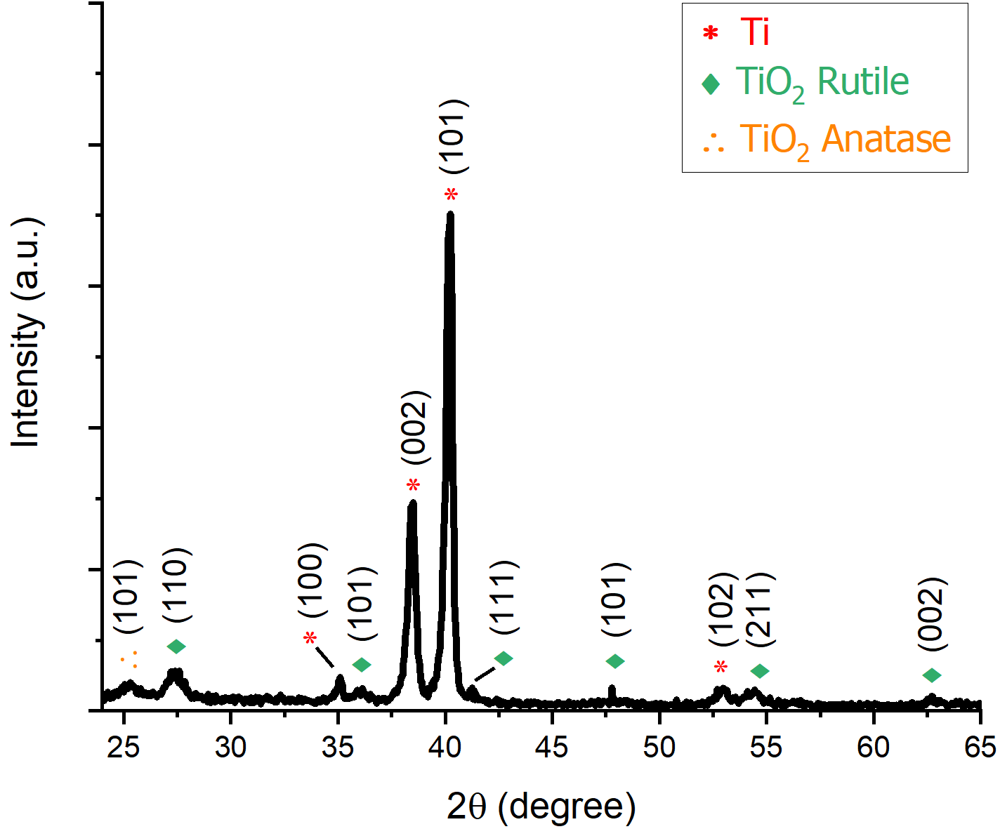 * Ti
♦ TiO₂ Rutile
∴ TiO₂ Anatase
Intensity (a.u.)
(101)
(110)
* (100)
(101)
* (002)
* (101)
(111)
(101)
* (102)
(211)
(002)
25 30 35 40 45 50 55 60 65
2θ (degree)